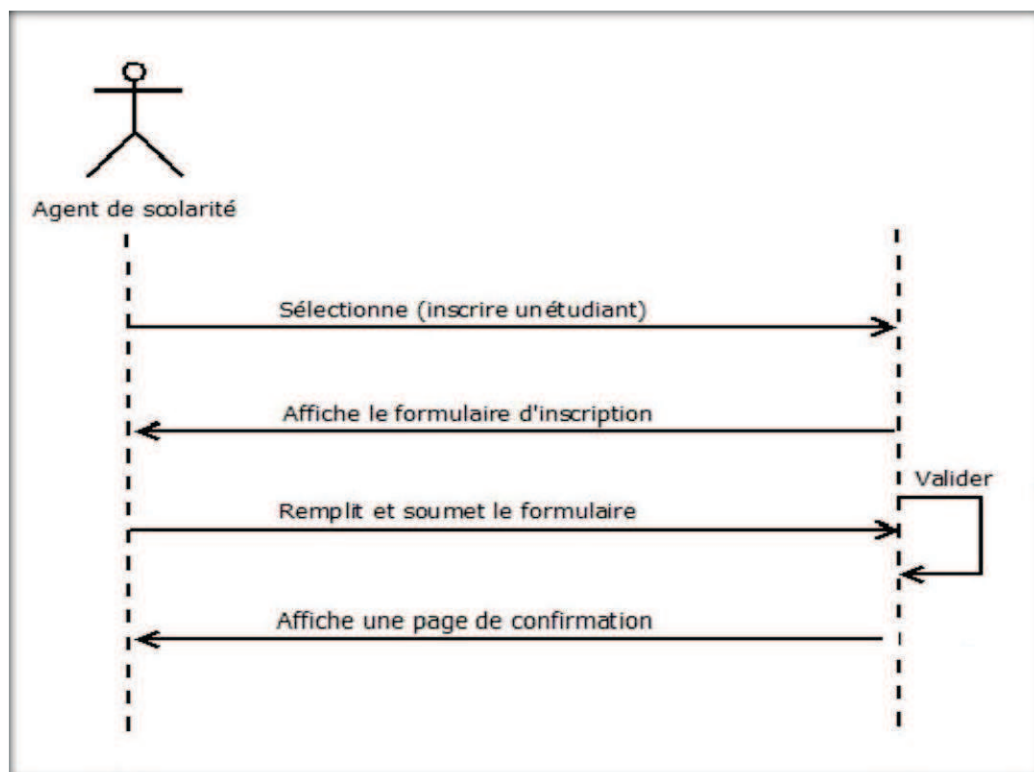 Agent de scolarité
Sélectionne (inscrire unétudiant)
Affiche le formulaire d'inscription
Valider
Remplit et soumet le formulaire
Affiche une page de confirmation